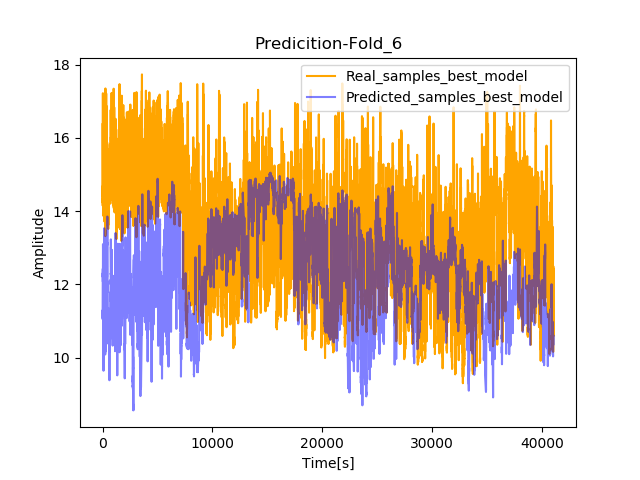 Predicition-Fold_6
Real_samples_best_model
Predicted_samples_best_model
18
16
14
12
10
Amplitude
0
10000
20000
30000
40000
Time[s]